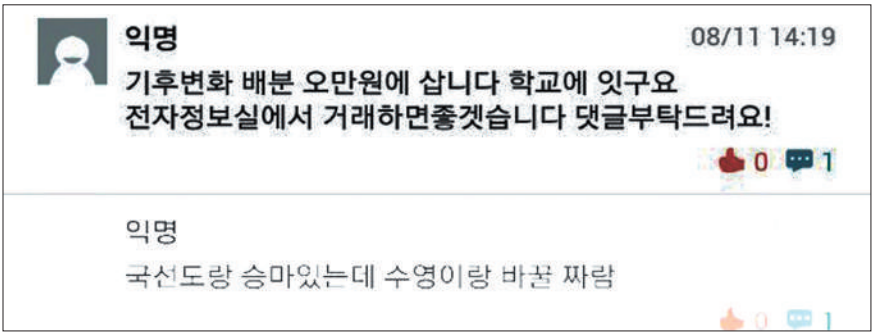 익명
08/11 14:19
기후변화 배분 오만원에 삽니다 학교에 잇구요
전자정보실에서 거래하면좋겟습니다 댓글부탁드려요!
0 1
익명
국선도랑 승마있는데 수영이랑 바꿀 짜람
0 1